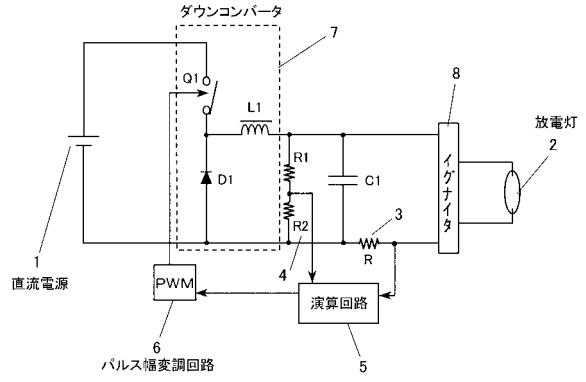 ダウンコンバータ
7
Q1
L1
8
放電灯
2
イグナイタ
R1
D1
C1
R2
3
1
直流電源
4
R
PWM
演算回路
6
パルス幅変調回路
5